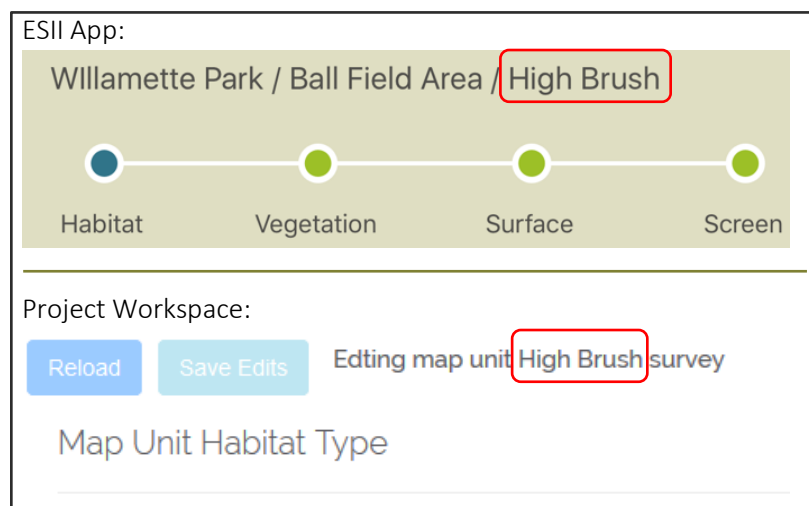 ESII App:
WIllamette Park / Ball Field Area / High Brush
Habitat Vegetation Surface Screen
Project Workspace:
Reload Save Edits Edting map unit High Brush survey
Map Unit Habitat Type